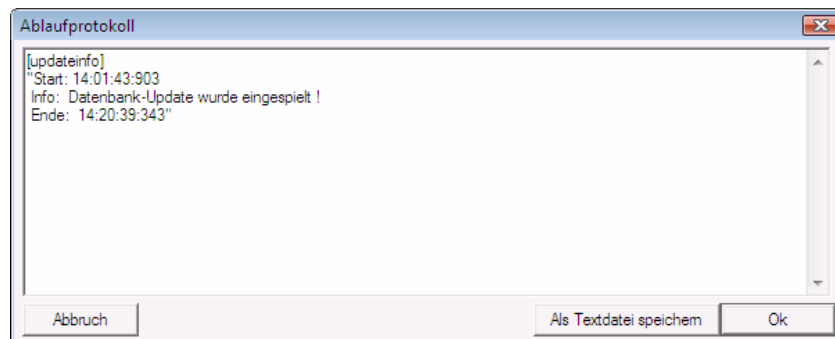 Ablaufprotokoll
[updateinfo]
"Start: 14:01:43:903
Info: Datenbank-Update wurde eingespielt !
Ende: 14:20:39:343"
Abbruch
Als Textdatei speichern
Ok